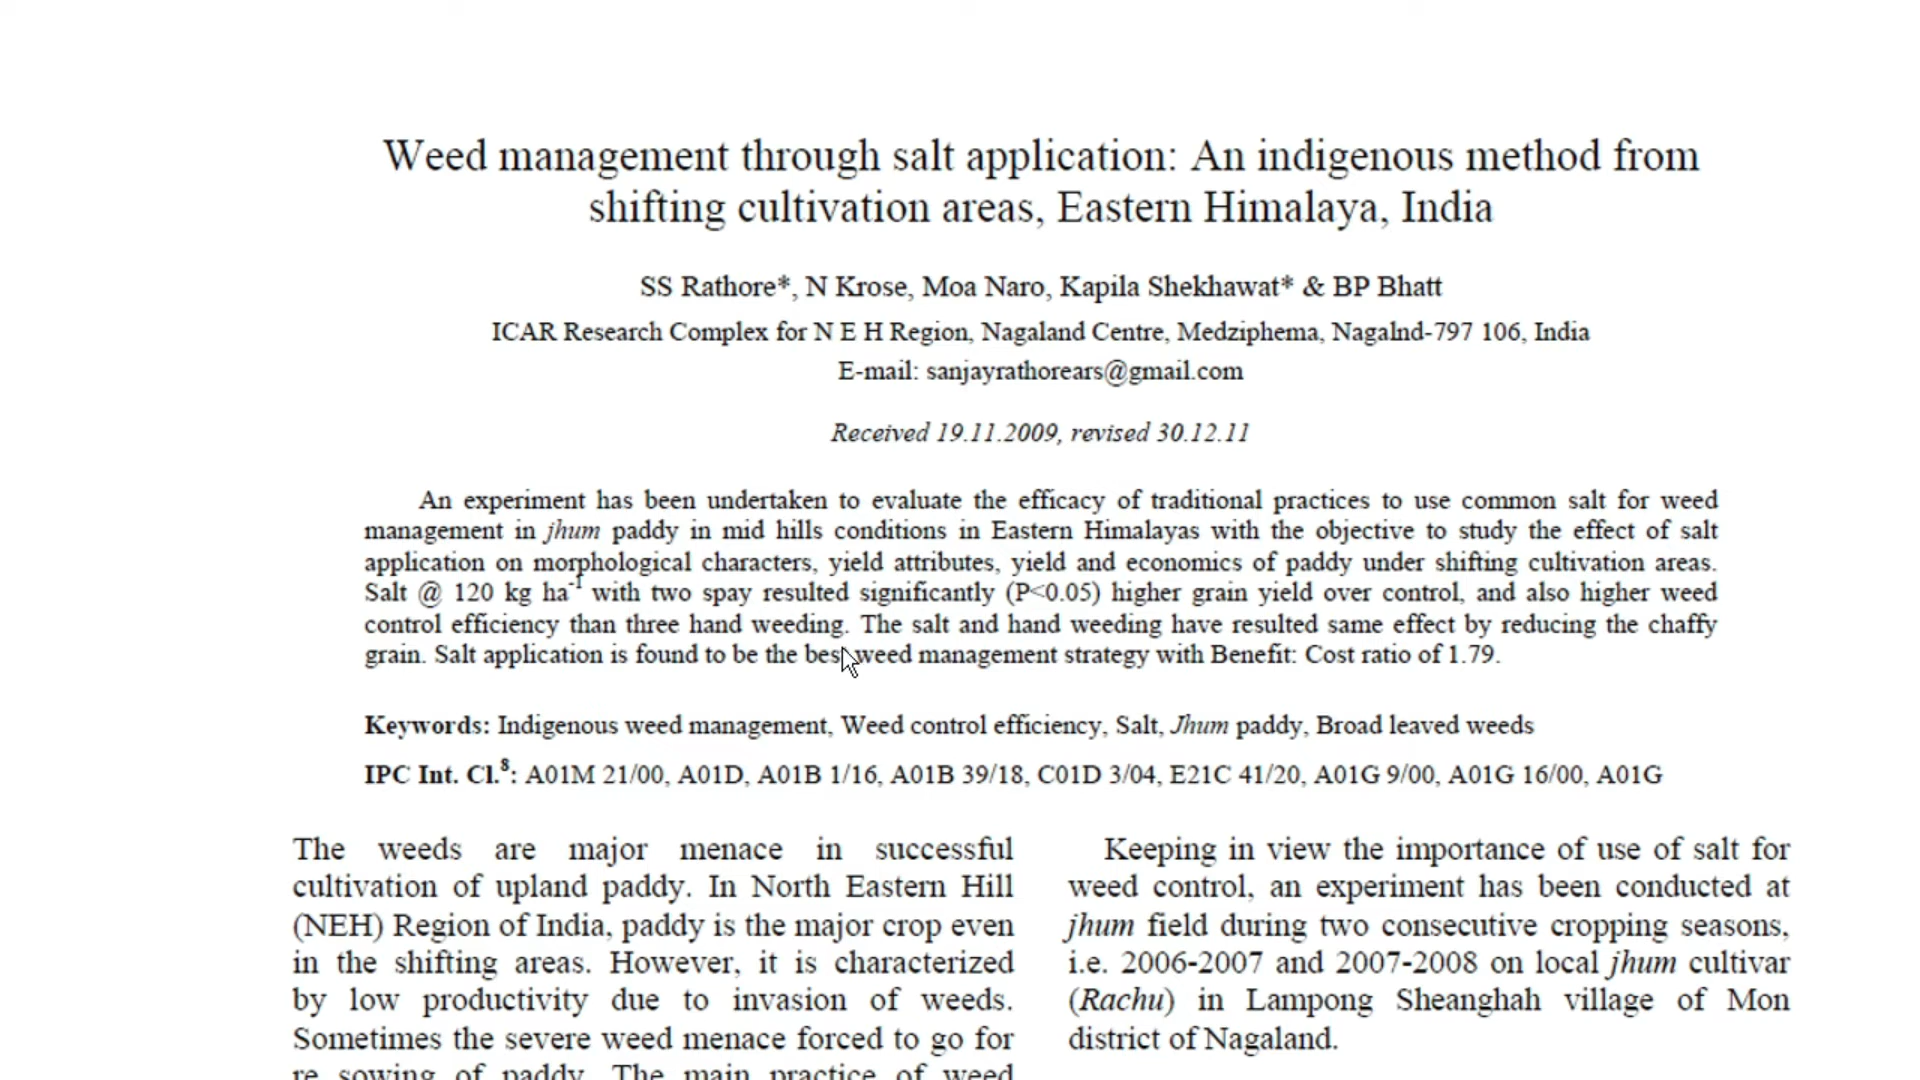 Weed management through salt application: An indigenous method from
shifting cultivation areas, Eastern Himalaya, India
SS Rathore*, N Krose, Moa Naro, Kapila Shekhawat* & BP Bhatt
ICAR Research Complex for N E H Region, Nagaland Centre, Medziphema, Nagalnd-797 106, India
E-mail: sanjayrathorears@gmail.com
Received 19.11.2009, revised 30.12.11
An experiment has been undertaken to evaluate the efficacy of traditional practices to use common salt for weed
management in jhum paddy in mid hills conditions in Eastern Himalayas with the objective to study the effect of salt
application on morphological characters, yield attributes, yield and economics of paddy under shifting cultivation areas.
Salt @ 120 kg ha⁻¹ with two spay resulted significantly (P<0.05) higher grain yield over control, and also higher weed
control efficiency than three hand weeding. The salt and hand weeding have resulted same effect by reducing the chaffy
grain. Salt application is found to be the best weed management strategy with Benefit: Cost ratio of 1.79.
Keywords: Indigenous weed management, Weed control efficiency, Salt, Jhum paddy, Broad leaved weeds
IPC Int. Cl.⁸: A01M 21/00, A01D, A01B 1/16, A01B 39/18, C01D 3/04, E21C 41/20, A01G 9/00, A01G 16/00, A01G
The weeds are major menace in successful
cultivation of upland paddy. In North Eastern Hill
(NEH) Region of India, paddy is the major crop even
in the shifting areas. However, it is characterized
by low productivity due to invasion of weeds.
Sometimes the severe weed menace forced to go for
re sowing of paddy. The main practice of weed
Keeping in view the importance of use of salt for
weed control, an experiment has been conducted at
jhum field during two consecutive cropping seasons,
i.e. 2006-2007 and 2007-2008 on local jhum cultivar
(Rachu) in Lampong Sheanghah village of Mon
district of Nagaland.